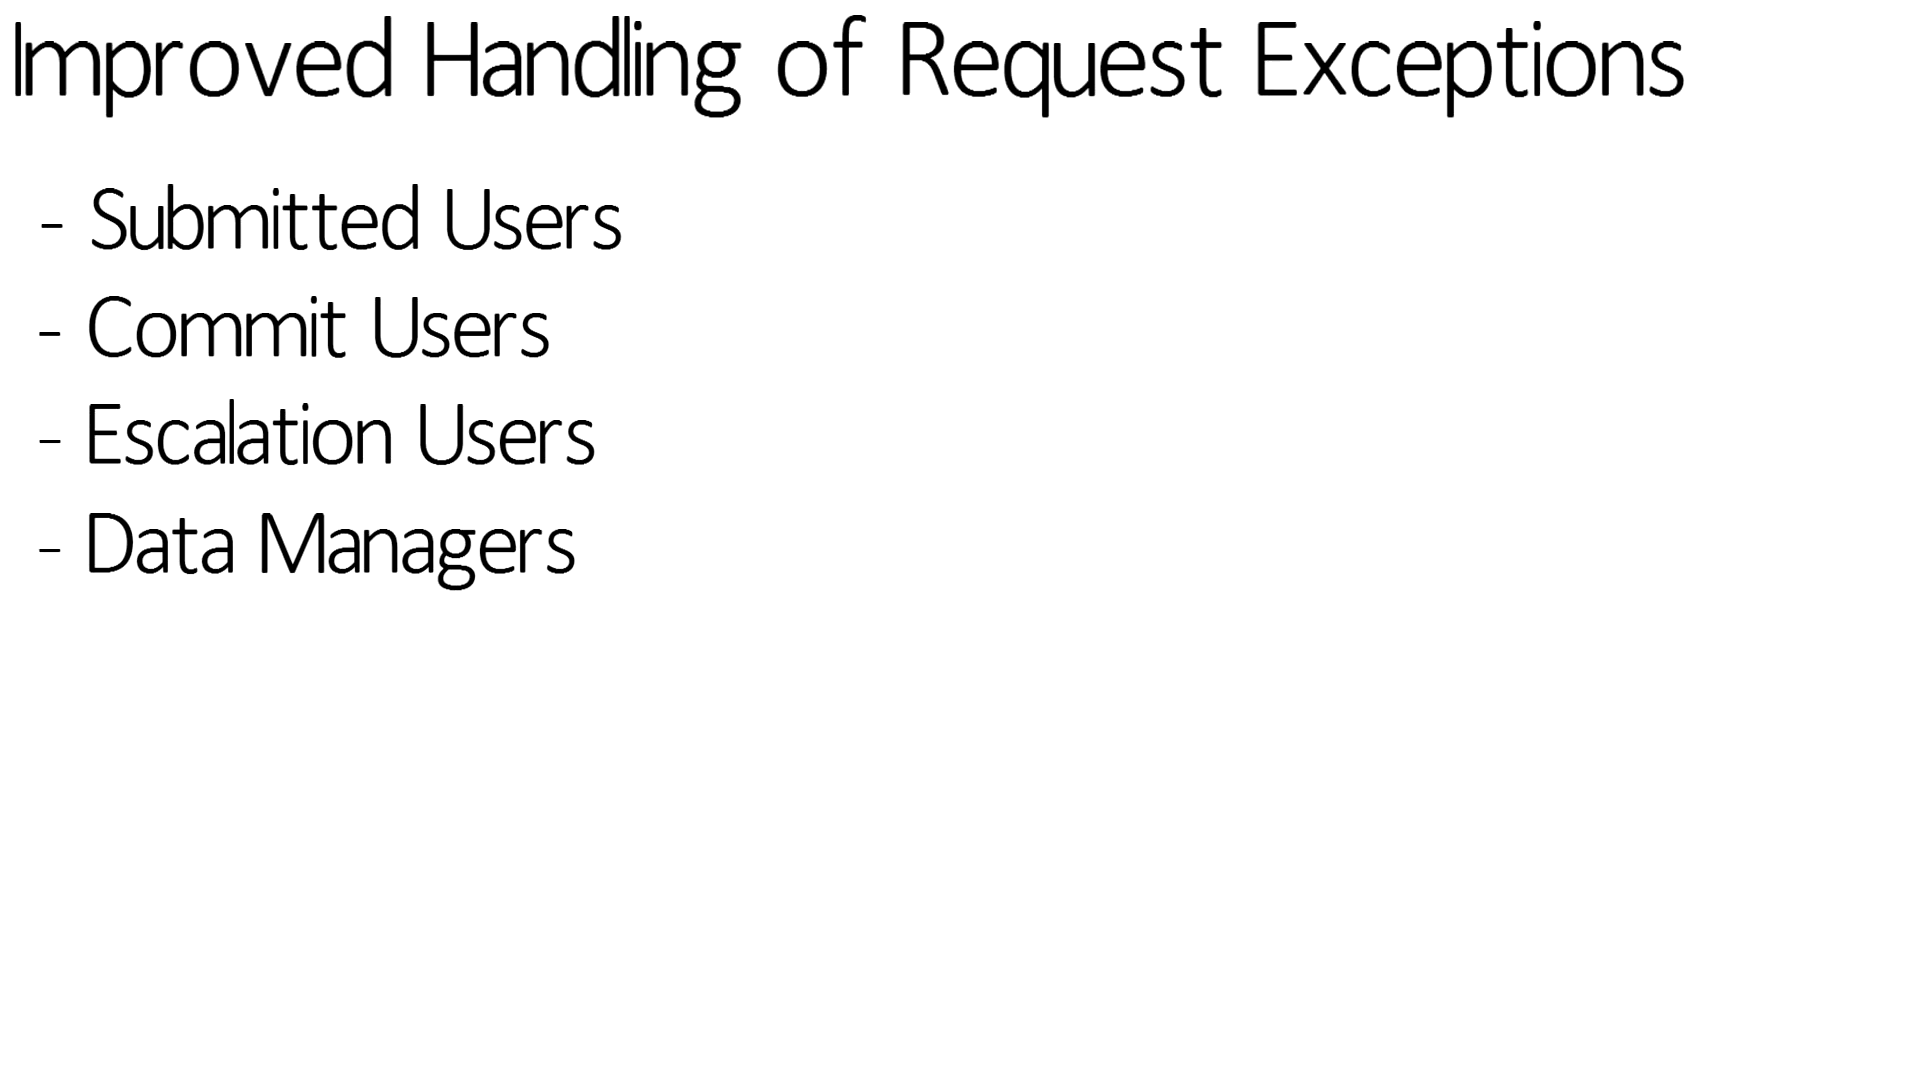 Improved Handling of Request Exceptions
- Submitted Users
- Commit Users
- Escalation Users
- Data Managers